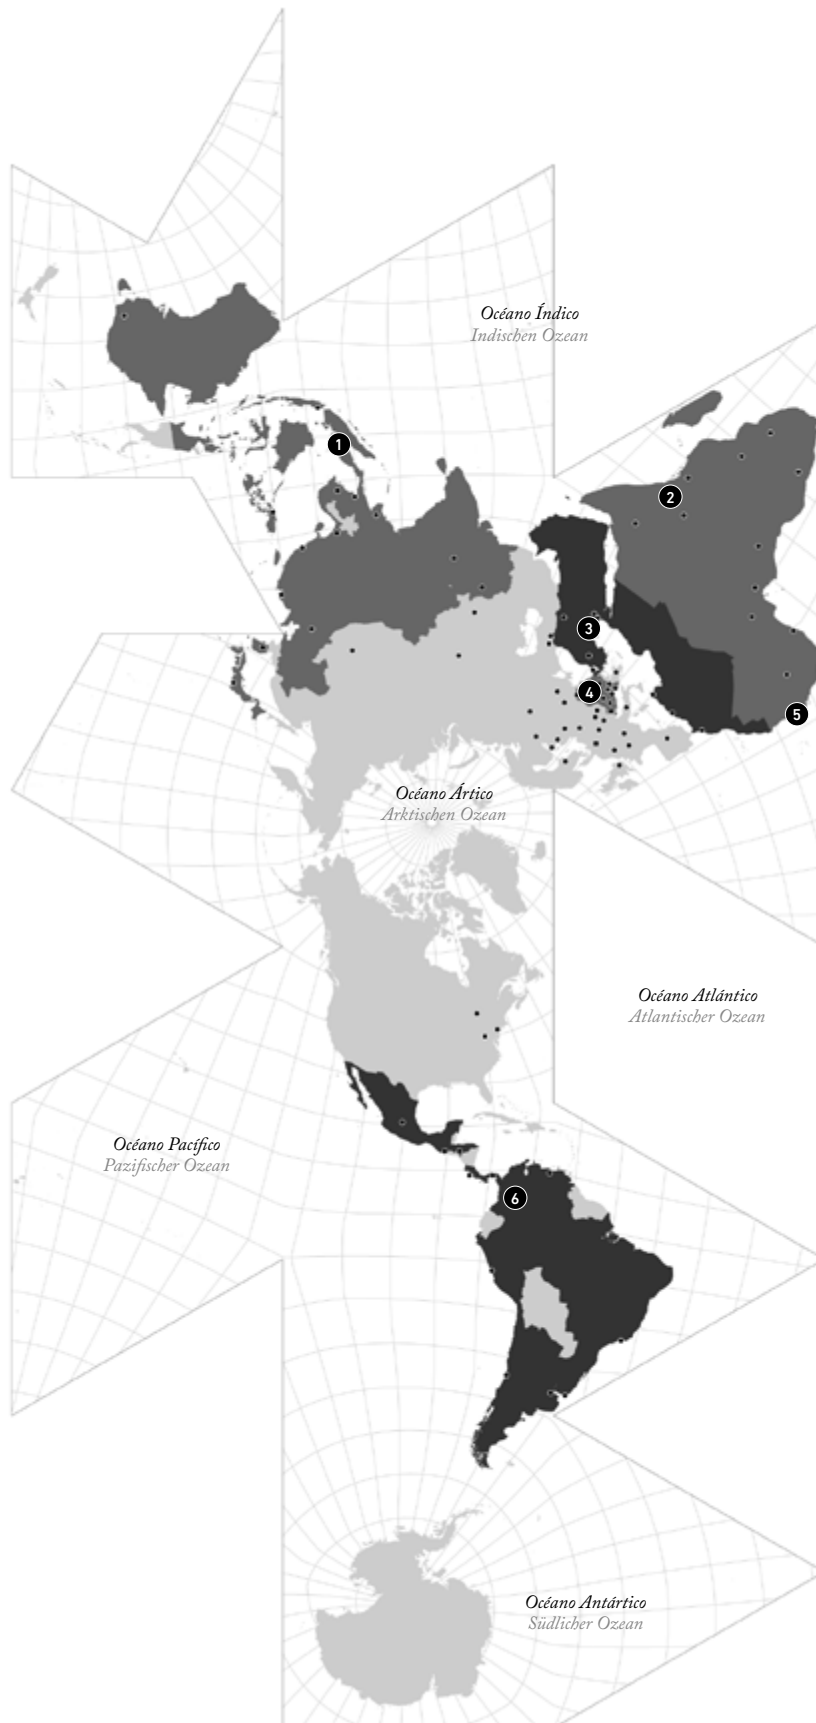 Océano Índico
Indischen Ozean
1
2
3
4
5
Océano Ártico
Arktischen Ozean
Océano Atlántico
Atlantischer Ozean
Océano Pacífico
Pazifischer Ozean
6
Océano Antártico
Südlicher Ozean